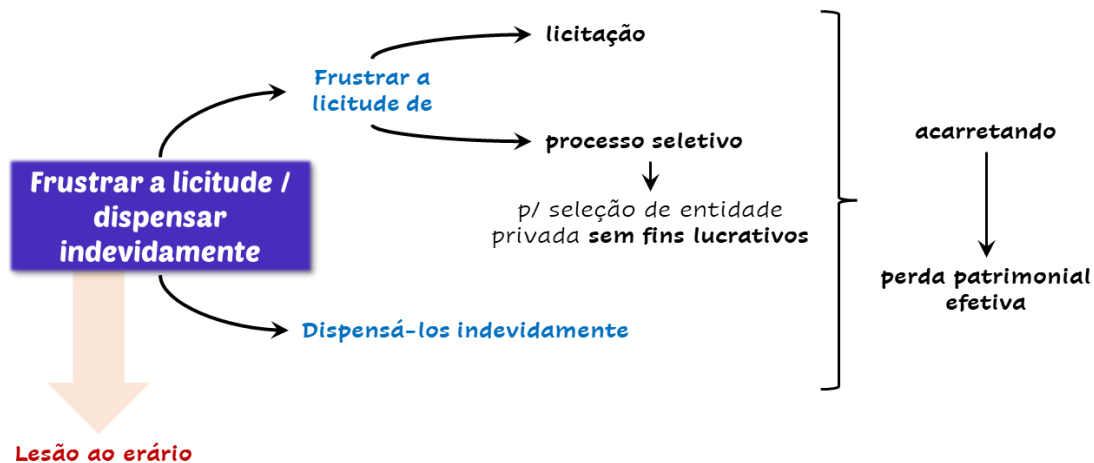 licitação
Frustrar a
licitude de
processo seletivo
acarretando
Frustrar a licitude /
dispensar
indevidamente
p/ seleção de entidade
privada sem fins lucrativos
perda patrimonial
efetiva
Dispensá-los indevidamente
Lesão ao erário